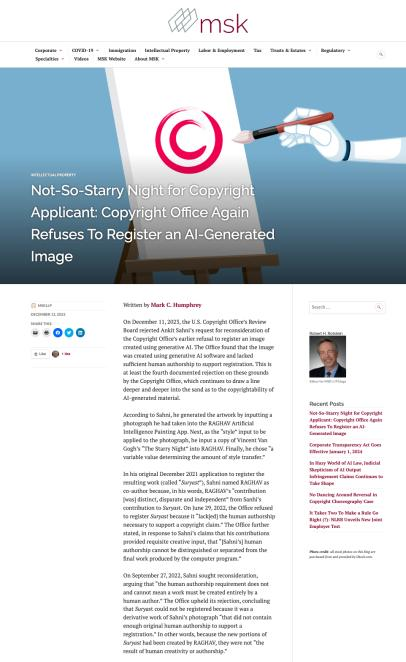 msk
Corporate COVID-19 Immigration Intellectual Property Labor & Employment Tax Trusts & Estates Regulatory
Specialties Videos MSK Website About MSK
INTELLECTUAL PROPERTY
Not-So-Starry Night for Copyright
Applicant: Copyright Office Again
Refuses To Register an AI-Generated
Image
MSKLLP
DECEMBER 12, 2023
SHARE THIS:
Like
1 like
Written by Mark C. Humphrey
On December 11, 2023, the U.S. Copyright Office's Review
Board rejected Ankit Sahni's request for reconsideration of
the Copyright Office's earlier refusal to register an image
created using generative AI. The Office found that the image
was created using generative AI software and lacked
sufficient human authorship to support registration. This is
at least the fourth documented rejection on these grounds
by the Copyright Office, which continues to draw a line
deeper and deeper into the sand as to the copyrightability of
AI-generated material.
According to Sahni, he generated the artwork by inputting a
photograph he had taken into the RAGHAV Artificial
Intelligence Painting App. Next, as the "style" input to be
applied to the photograph, he input a copy of Vincent Van
Gogh's "The Starry Night" into RAGHAV. Finally, he chose "a
variable value determining the amount of style transfer."
In his original December 2021 application to register the
resulting work (called "Suryast"), Sahni named RAGHAV as
co-author because, in his words, RAGHAV's "contribution
[was] distinct, disparate and independent" from Sarhi's
contribution to Suryast. On June 29, 2022, the Office refused
to register Suryast because it "lack[ed] the human authorship
necessary to support a copyright claim." The Office further
stated, in response to Sahni's claims that his contributions
provided requisite creative input, that "[Sahni's] human
authorship cannot be distinguished or separated from the
final work produced by the computer program."
On September 27, 2022, Sahni sought reconsideration,
arguing that "the human authorship requirement does not
and cannot mean a work must be created entirely by a
human author." The Office upheld its rejection, concluding
that Suryast could not be registered because it was a
derivative work of Sahni's photograph "that did not contain
enough original human authorship to support a
registration." In other words, because the new portions of
Suryast had been created by RAGHAV, they were not "the
result of human creativity or authorship."
Search …
Robert H. Rotstein
Editor for MSK's IP blogs
Recent Posts
Not-So-Starry Night for Copyright
Applicant: Copyright Office Again
Refuses To Register an AI-
Generated Image
Corporate Transparency Act Goes
Effective January 1, 2024
In Hazy World of AI Law, Judicial
Skepticism of AI Output
Infringement Claims Continues to
Take Shape
No Dancing Around Reversal in
Copyright Choreography Case
It Takes Two To Make a Rule Go
Right (?): NLRB Unveils New Joint
Employer Test
Photo credit: all stock photos on this blog are
purchased from and provided by iStock.com.